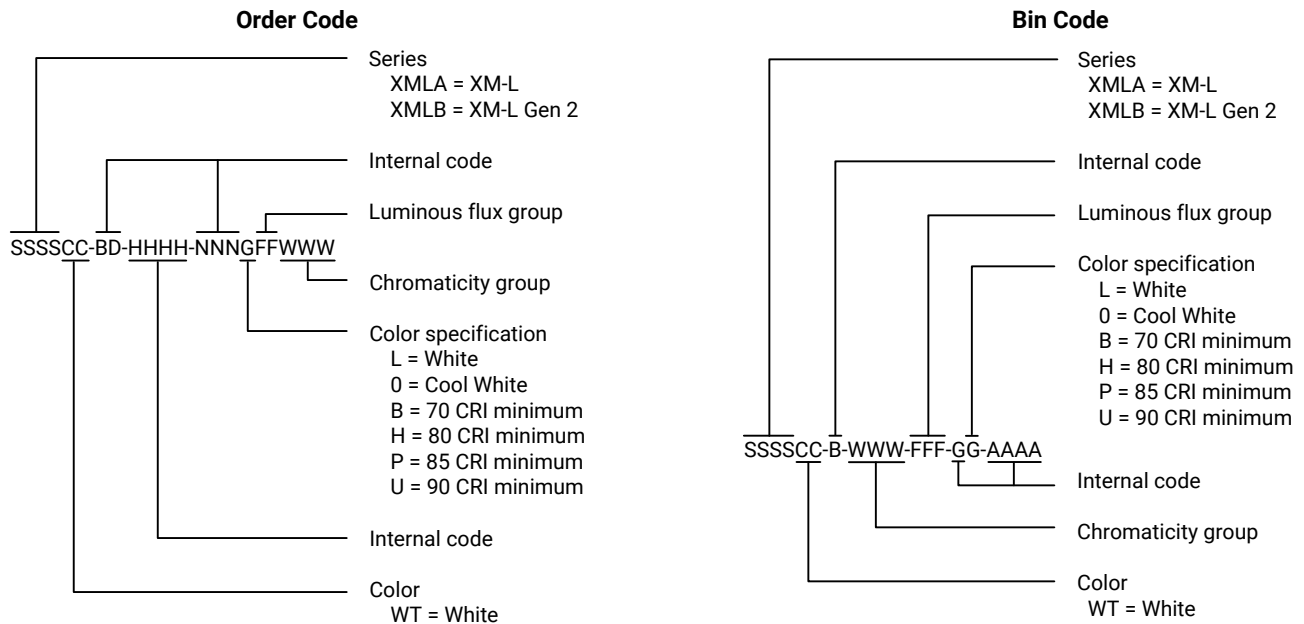 Order Code
Series
XMLA = XM-L
XMLB = XM-L Gen 2
Internal code
Luminous flux group
SSSSCC-BD-HHHH-NNNGFFWWW
Chromaticity group
Color specification
L = White
0 = Cool White
B = 70 CRI minimum
H = 80 CRI minimum
P = 85 CRI minimum
U = 90 CRI minimum
Internal code
Color
WT = White
Bin Code
Series
XMLA = XM-L
XMLB = XM-L Gen 2
Internal code
Luminous flux group
Color specification
L = White
0 = Cool White
B = 70 CRI minimum
H = 80 CRI minimum
P = 85 CRI minimum
U = 90 CRI minimum
SSSSCC-B-WWW-FFF-GG-AAAA
Internal code
Chromaticity group
Color
WT = White